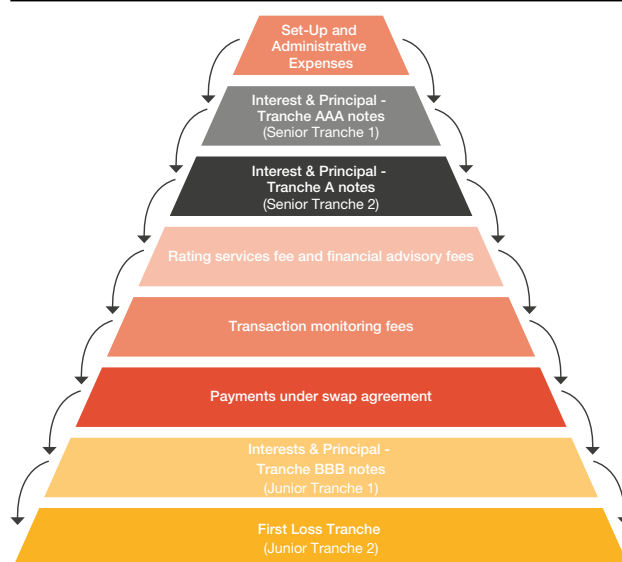 Set-Up and
Administrative
Expenses
Interest & Principal -
Tranche AAA notes
(Senior Tranche 1)
Interest & Principal -
Tranche A notes
(Senior Tranche 2)
Rating services fee and financial advisory fees
Transaction monitoring fees
Payments under swap agreement
Interests & Principal -
Tranche BBB notes
(Junior Tranche 1)
First Loss Tranche
(Junior Tranche 2)